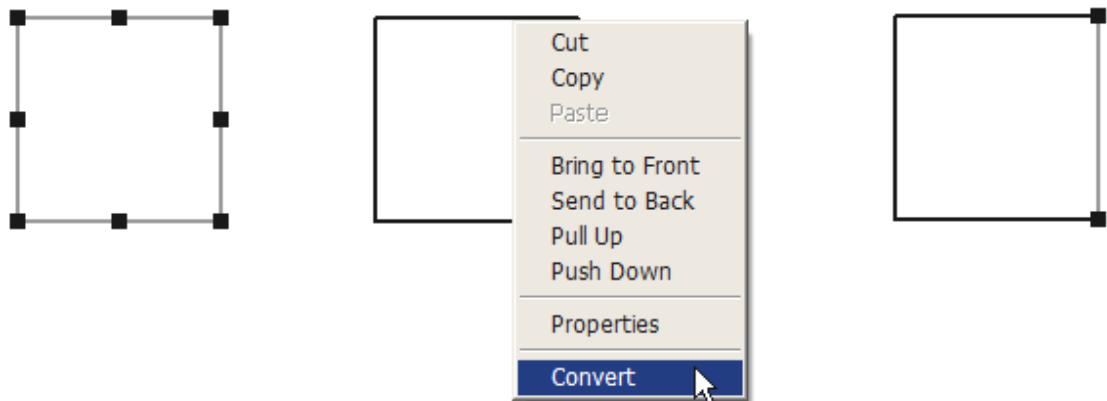 Cut
Copy
Paste
Bring to Front
Send to Back
Pull Up
Push Down
Properties
Convert